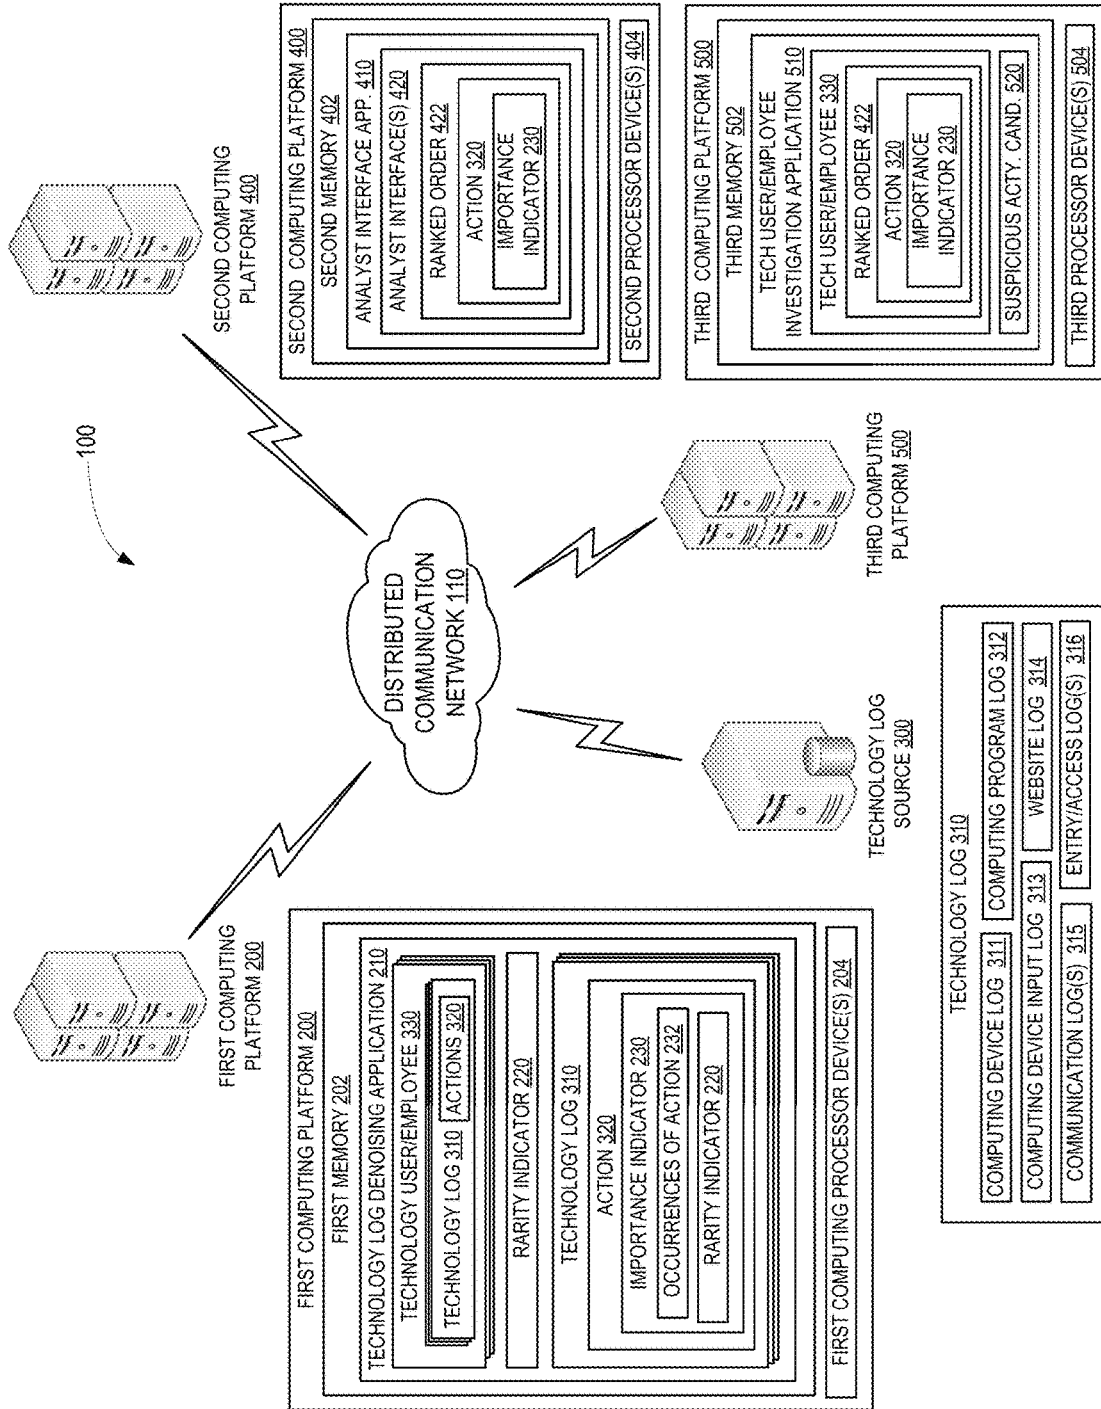 100
FIRST COMPUTING
PLATFORM 200
SECOND COMPUTING
PLATFORM 400
DISTRIBUTED
COMMUNICATION
NETWORK 110
TECHNOLOGY LOG
SOURCE 300
THIRD COMPUTING
PLATFORM 500
FIRST COMPUTING PLATFORM 200
FIRST MEMORY 202
TECHNOLOGY LOG DENOISING APPLICATION 210
TECHNOLOGY USER/EMPLOYEE 330
TECHNOLOGY LOG 310
ACTIONS 320
RARITY INDICATOR 220
TECHNOLOGY LOG 310
ACTION 320
IMPORTANCE INDICATOR 230
OCCURRENCES OF ACTION 232
RARITY INDICATOR 220
FIRST COMPUTING PROCESSOR DEVICE(S) 204
SECOND COMPUTING PLATFORM 400
SECOND MEMORY 402
ANALYST INTERFACE APP. 410
ANALYST INTERFACE(S) 420
RANKED ORDER 422
ACTION 320
IMPORTANCE
INDICATOR 230
SECOND PROCESSOR DEVICE(S) 404
THIRD COMPUTING PLATFORM 500
THIRD MEMORY 502
TECH USER/EMPLOYEE
INVESTIGATION APPLICATION 510
TECH USER/EMPLOYEE 330
RANKED ORDER 422
ACTION 320
IMPORTANCE
INDICATOR 230
SUSPICIOUS ACTY. CAND. 520
THIRD PROCESSOR DEVICE(S) 504
TECHNOLOGY LOG 310
COMPUTING DEVICE LOG 311
COMPUTING PROGRAM LOG 312
COMPUTING DEVICE INPUT LOG 313
WEBSITE LOG 314
COMMUNICATION LOG(S) 315
ENTRY/ACCESS LOG(S) 316